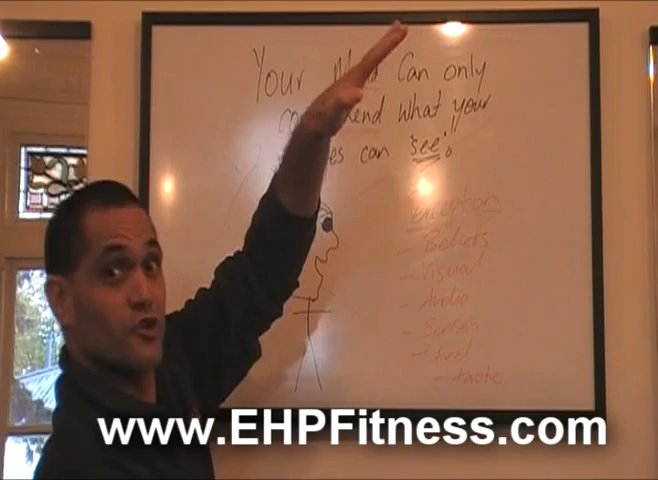 Your Mind Can only
comprehend what your
eyes can "see"!
Perception
- Beliefs
- Visual
- Audio
- Senses
- feel
- taste
www.EHPFitness.com